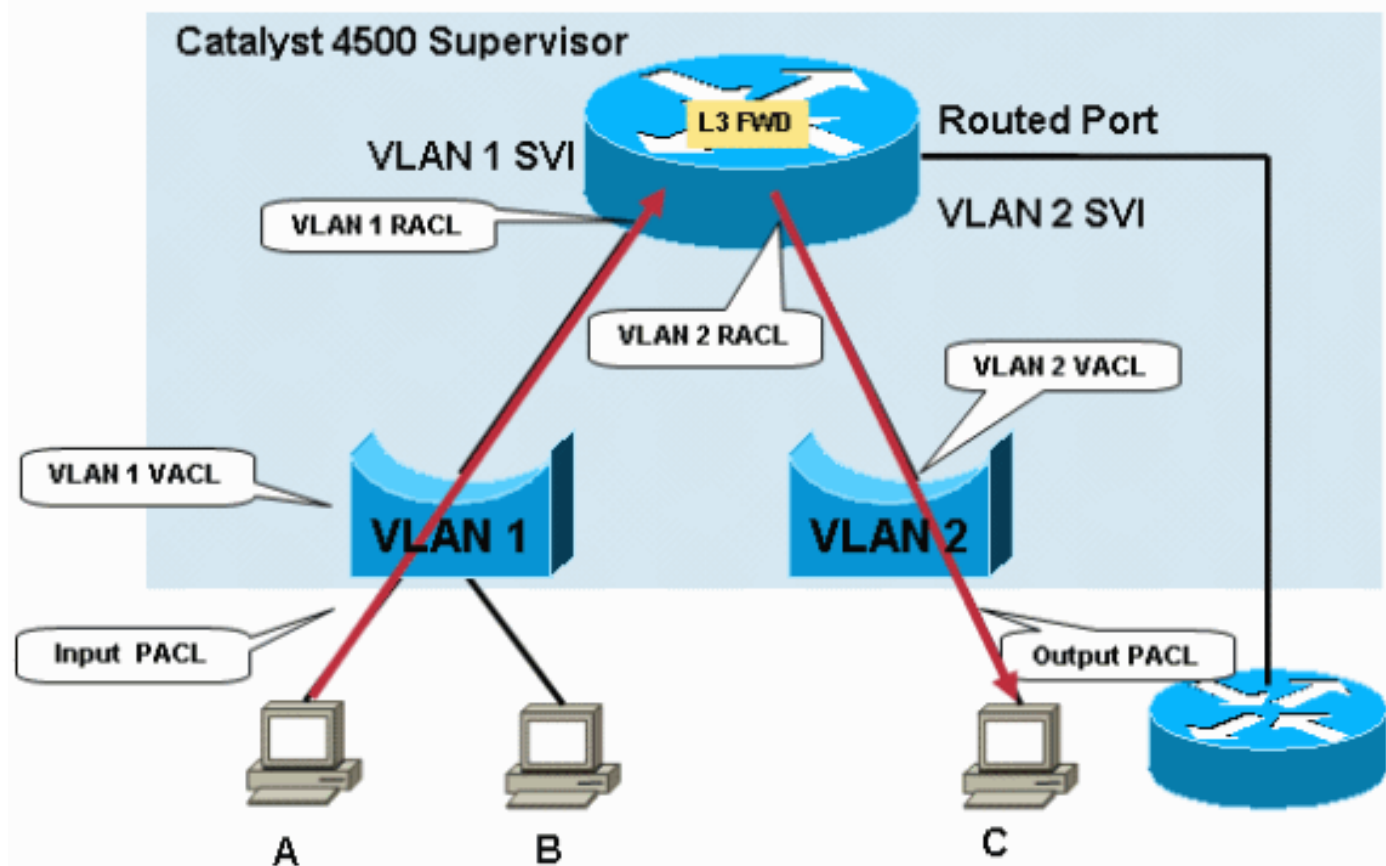 Catalyst 4500 Supervisor
L3 FWD
Routed Port
VLAN 1 SVI
VLAN 1 RACL
VLAN 2 SVI
VLAN 2 RACL
VLAN 2 VACL
VLAN 1 VACL
VLAN 1
VLAN 2
Input PACL
Output PACL
A
B
C